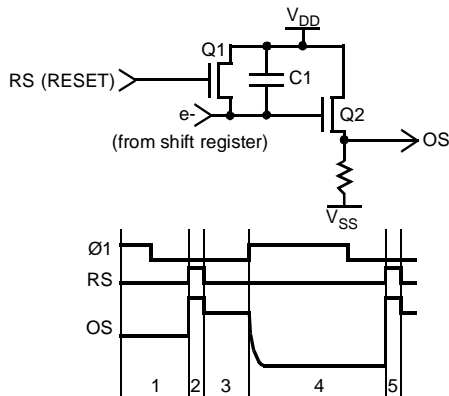 VDD
Q1
C1
RS (RESET)
Q2
e-
OS
(from shift register)
VSS
Ø1
RS
OS
1 2 3 4 5